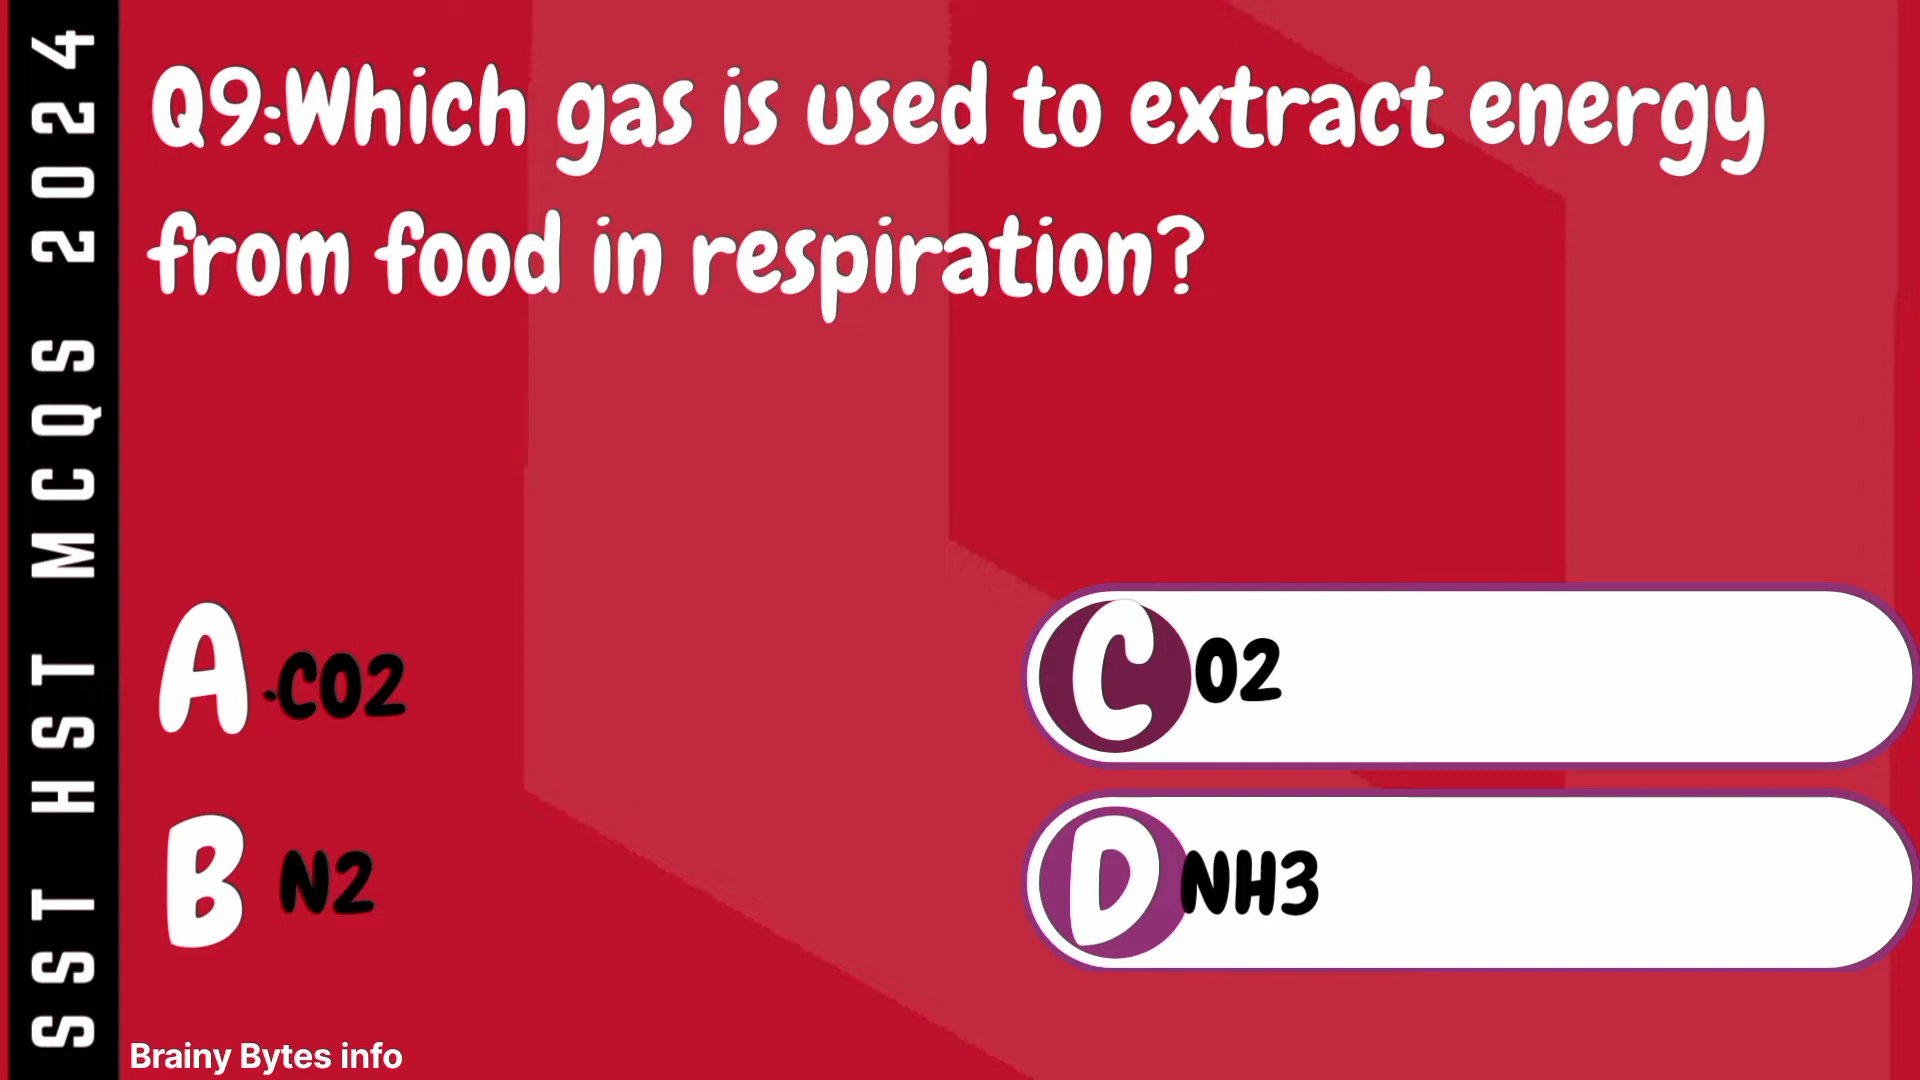 SST HST MCQS 2024
Q9:Which gas is used to extract energy
from food in respiration?
A .CO2
B N2
C O2
D NH3
Brainy Bytes info